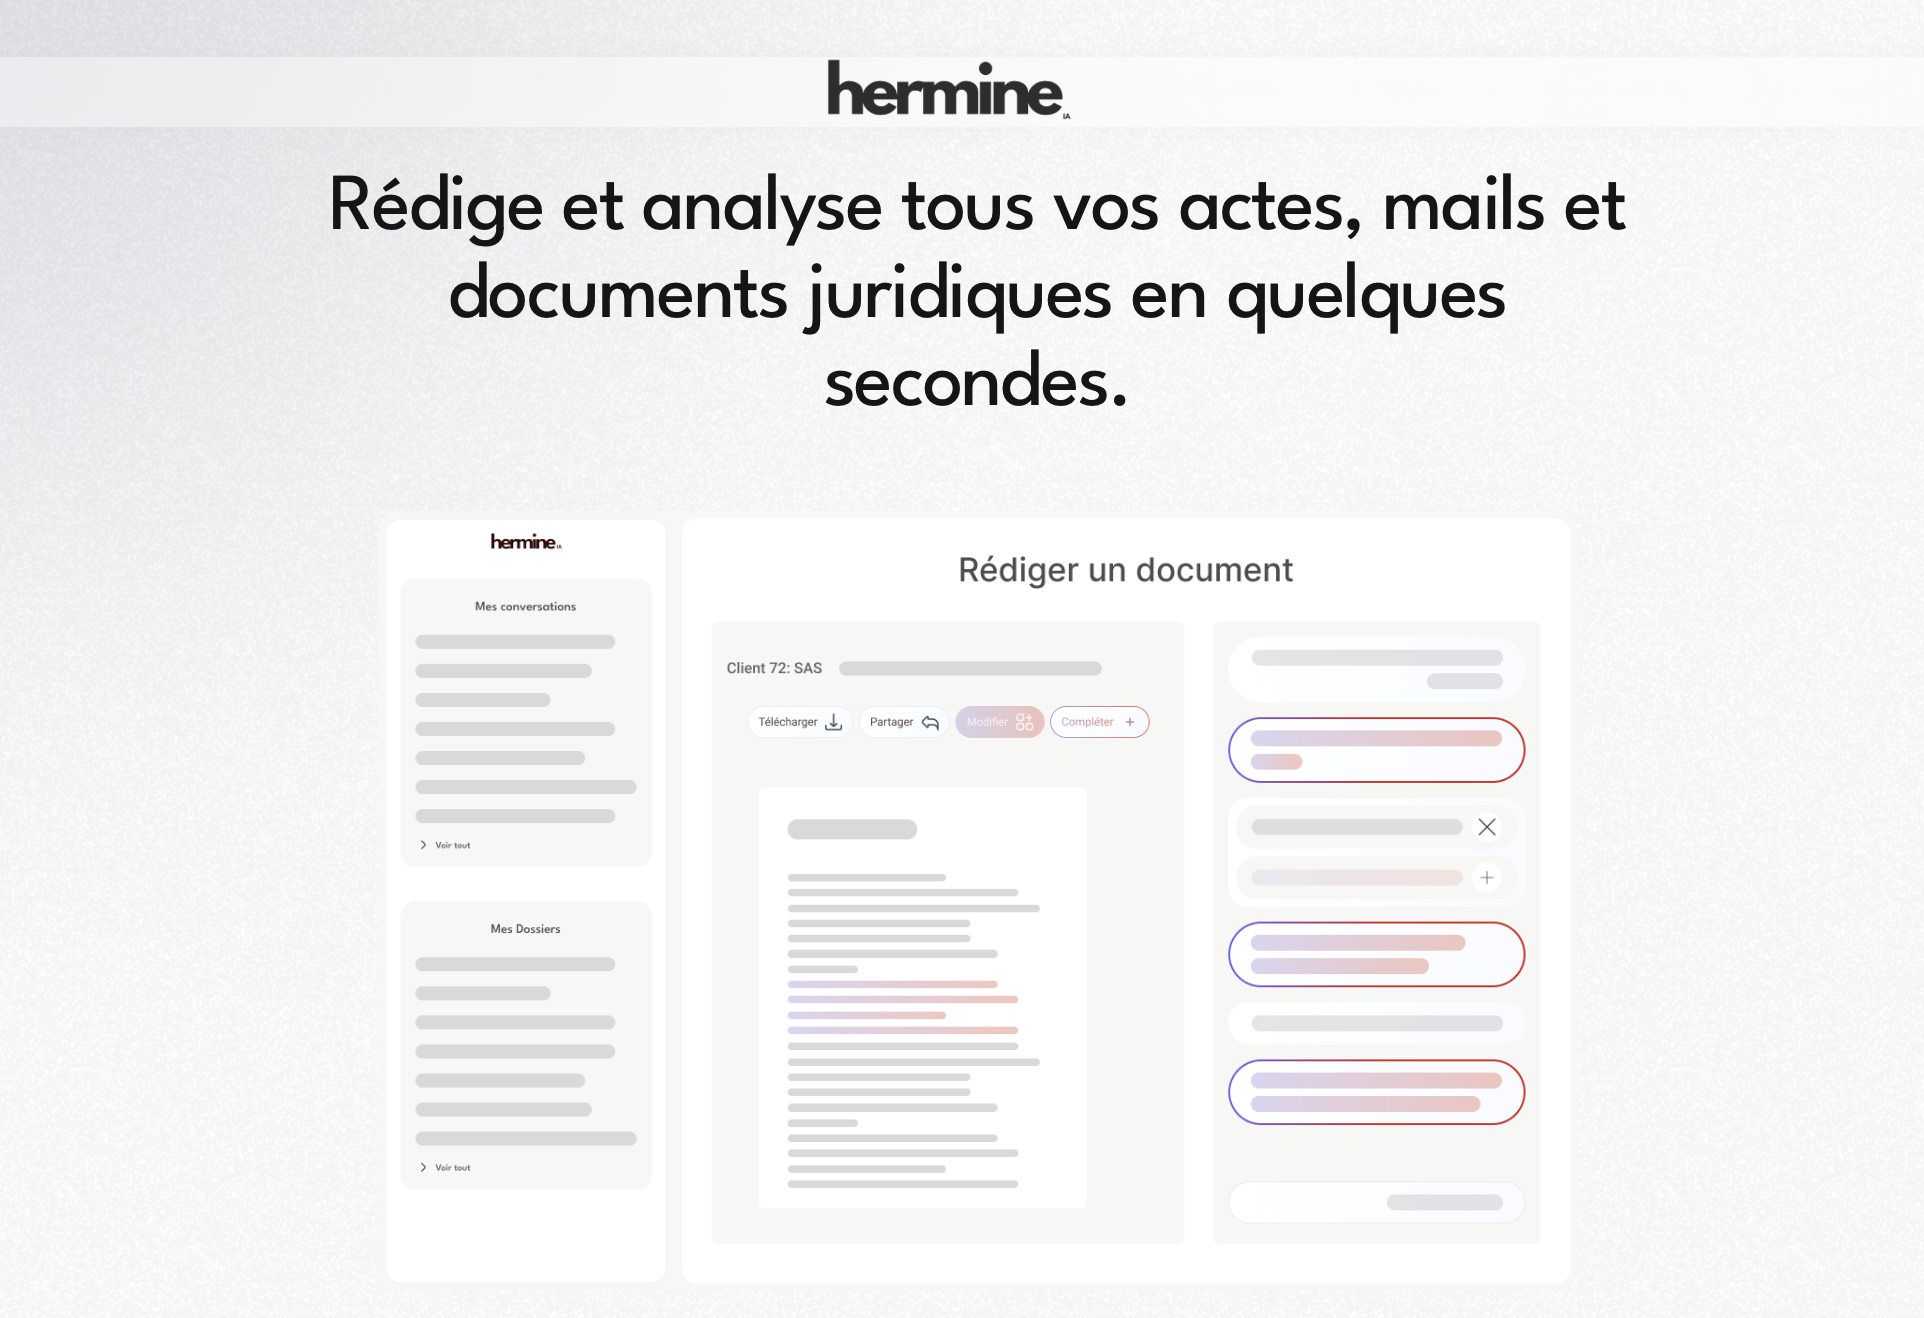 hermine
IA
Rédige et analyse tous vos actes, mails et
documents juridiques en quelques
secondes.
hermine
IA
Mes conversations
Voir tout
Mes Dossiers
Voir tout
Rédiger un document
Client 72: SAS
Télécharger
Partager
Modifier
Compléter